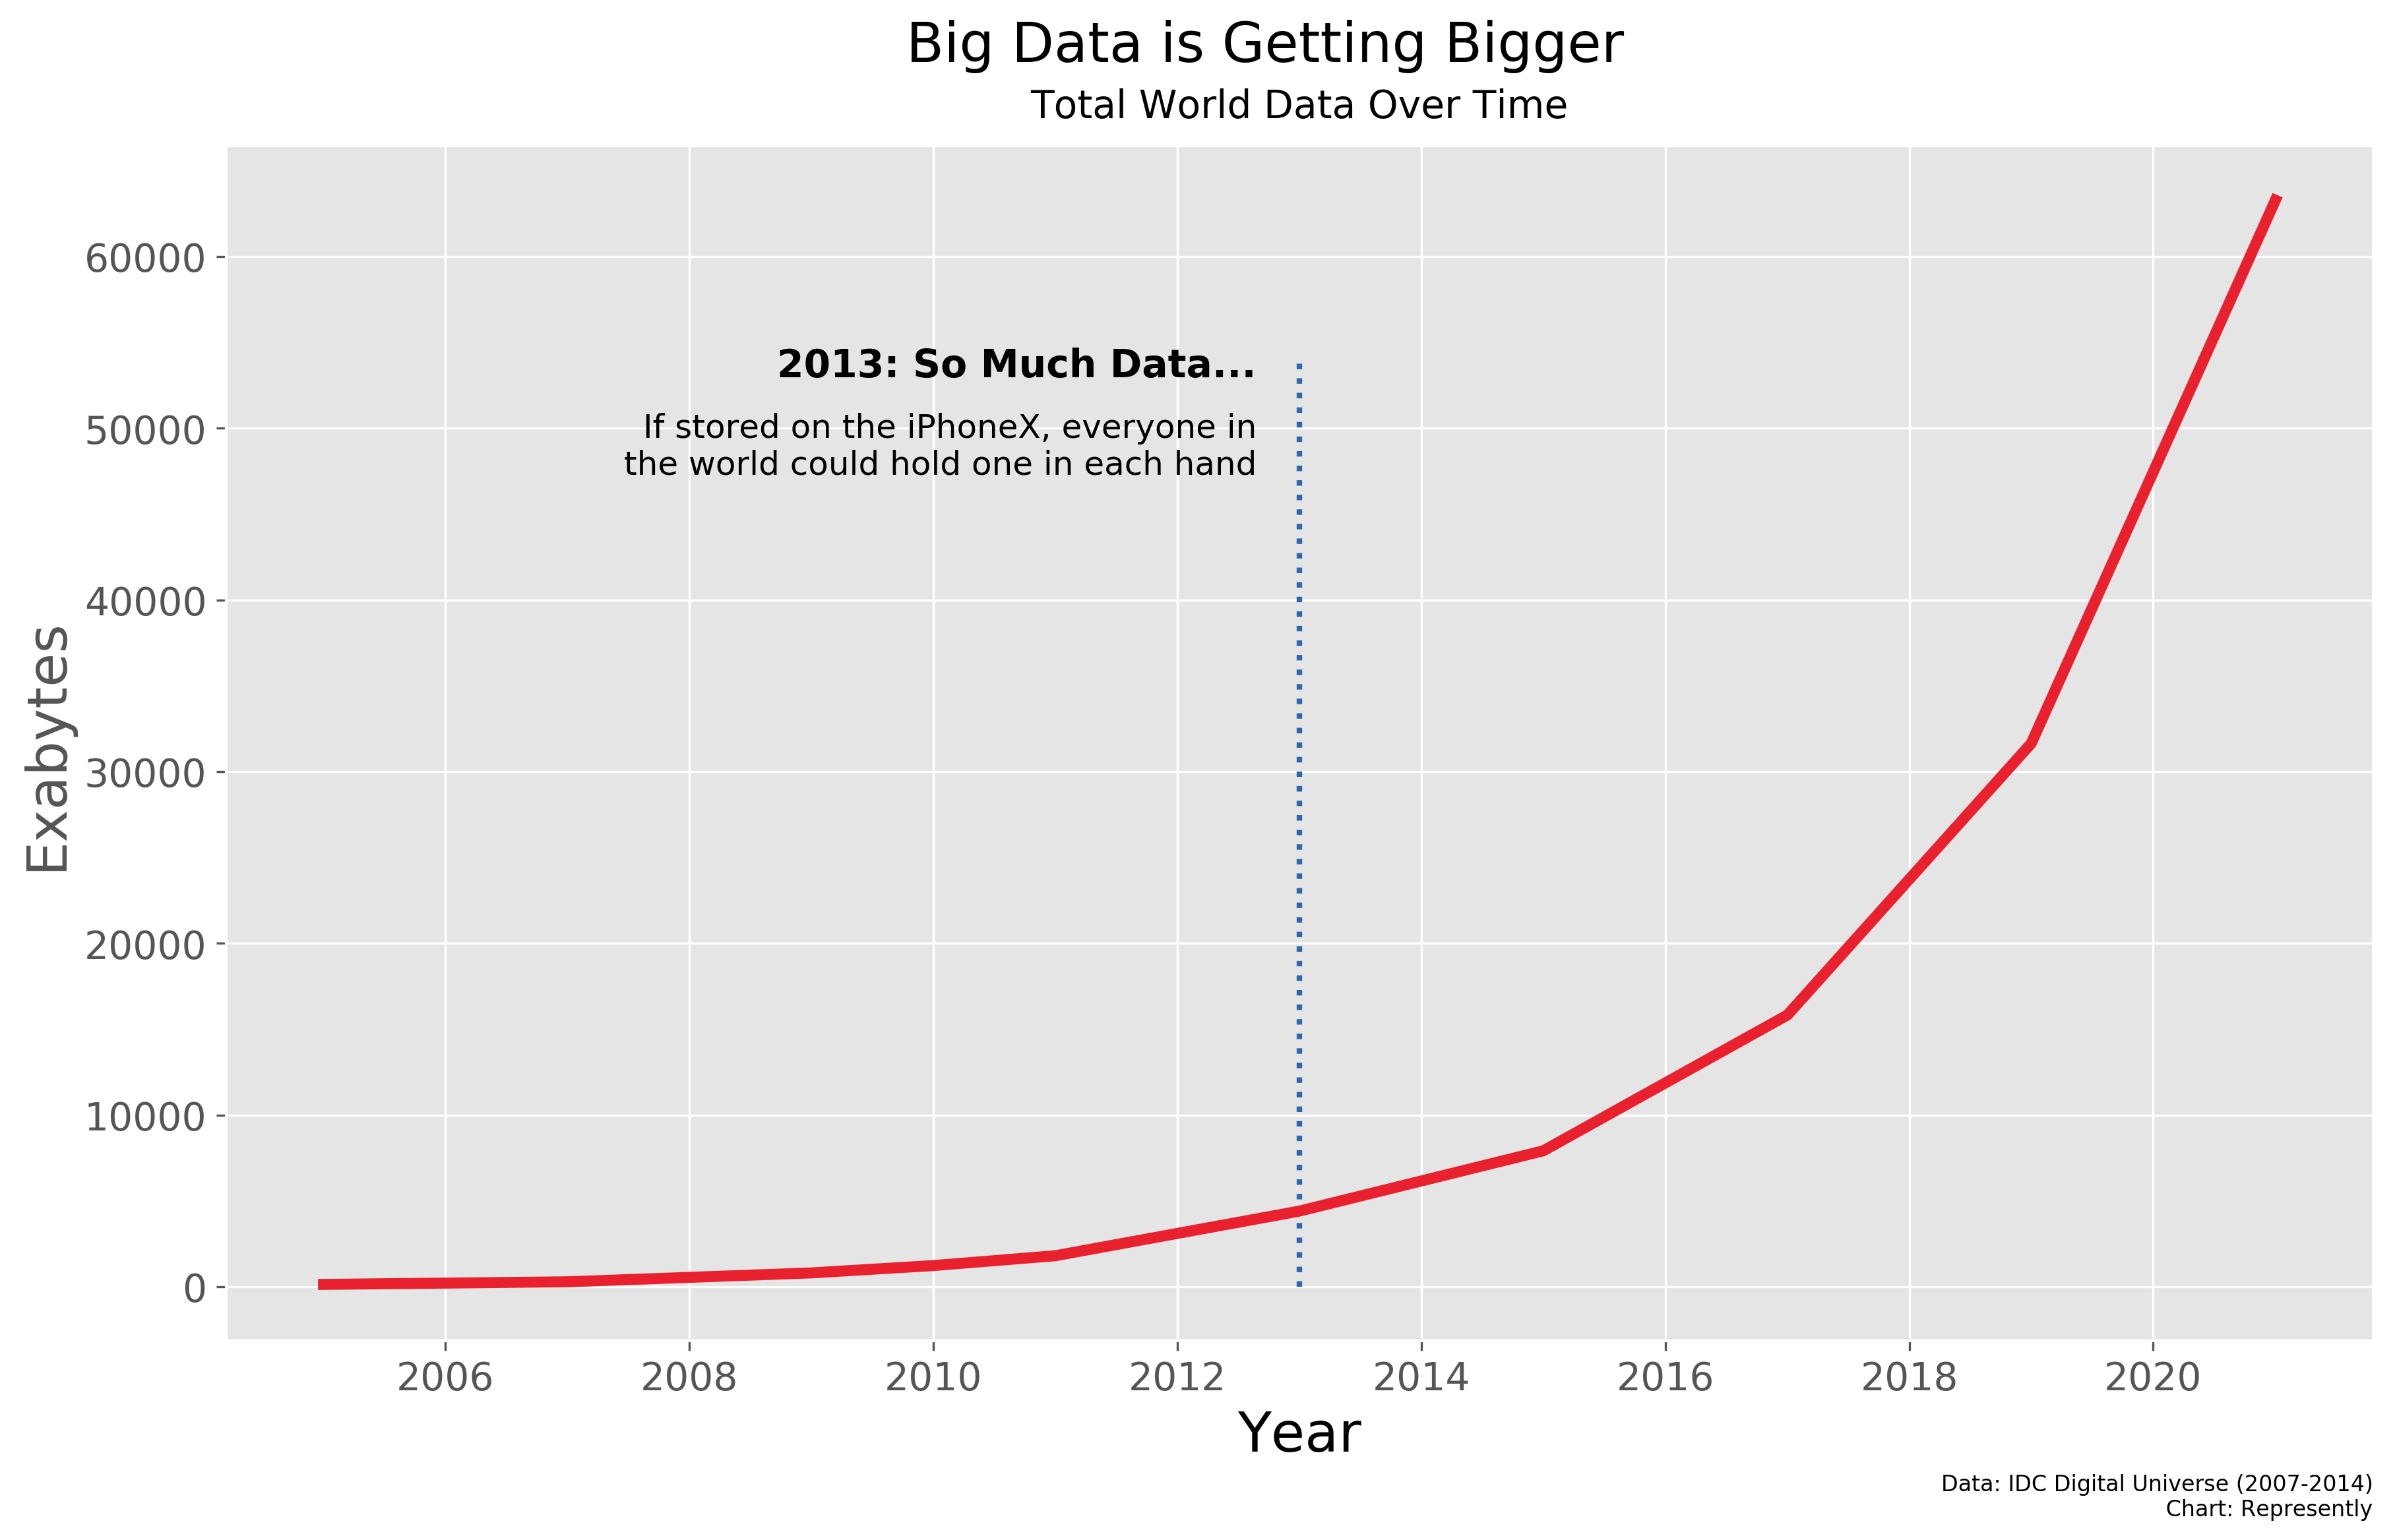 Big Data is Getting Bigger
Total World Data Over Time
60000
50000
40000
30000
20000
10000
0
Exabytes
2013: So Much Data...
If stored on the iPhoneX, everyone in
the world could hold one in each hand
2006 2008 2010 2012 2014 2016 2018 2020
Year
Data: IDC Digital Universe (2007-2014)
Chart: Represently